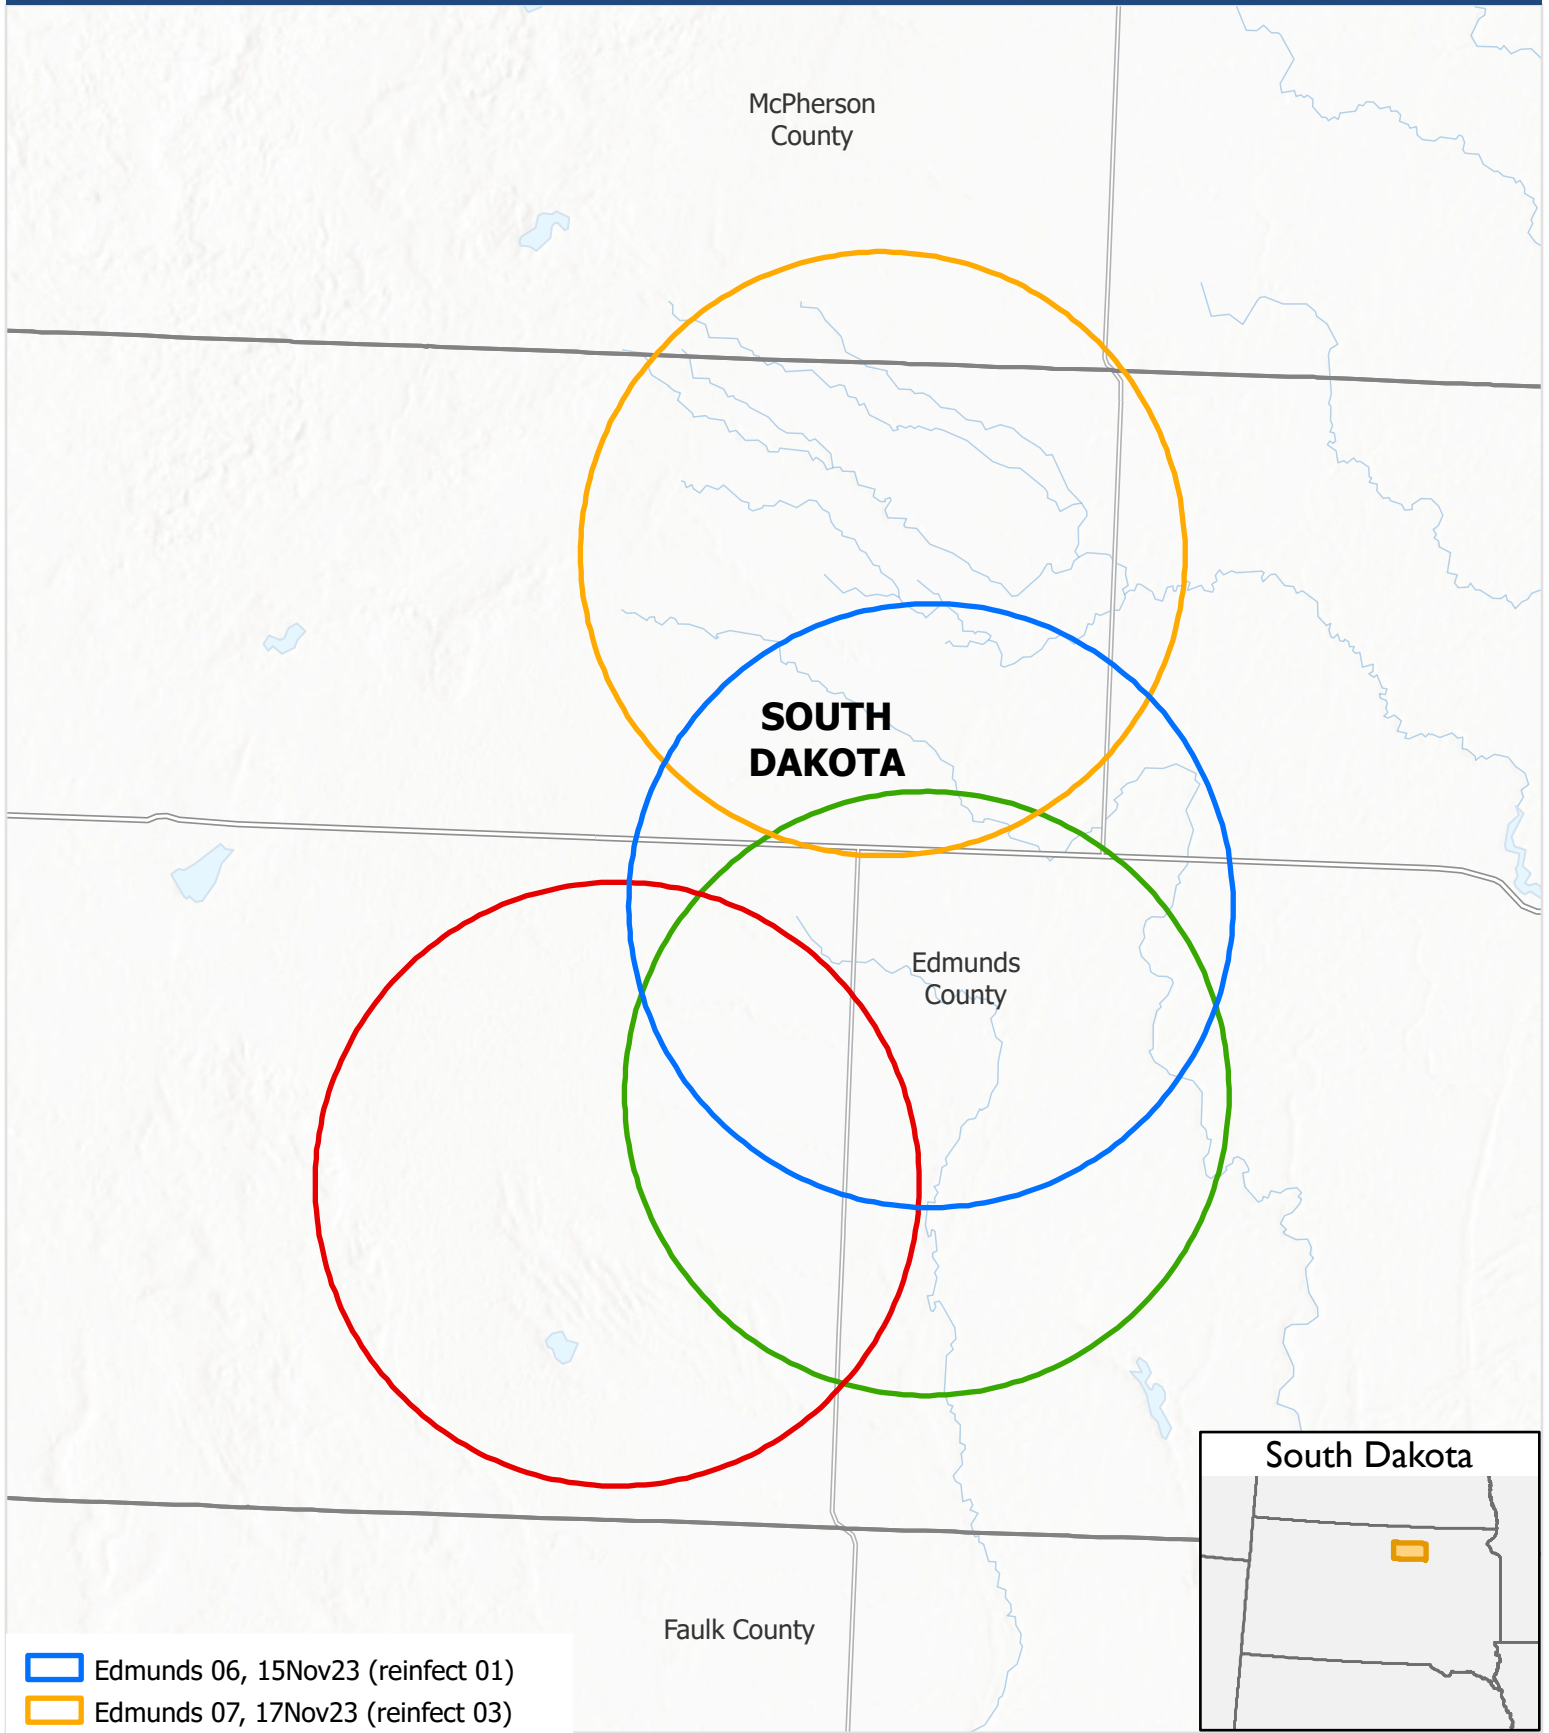 McPherson
County
SOUTH
DAKOTA
Edmunds
County
South Dakota
Faulk County
Edmunds 06, 15Nov23 (reinfect 01)
Edmunds 07, 17Nov23 (reinfect 03)